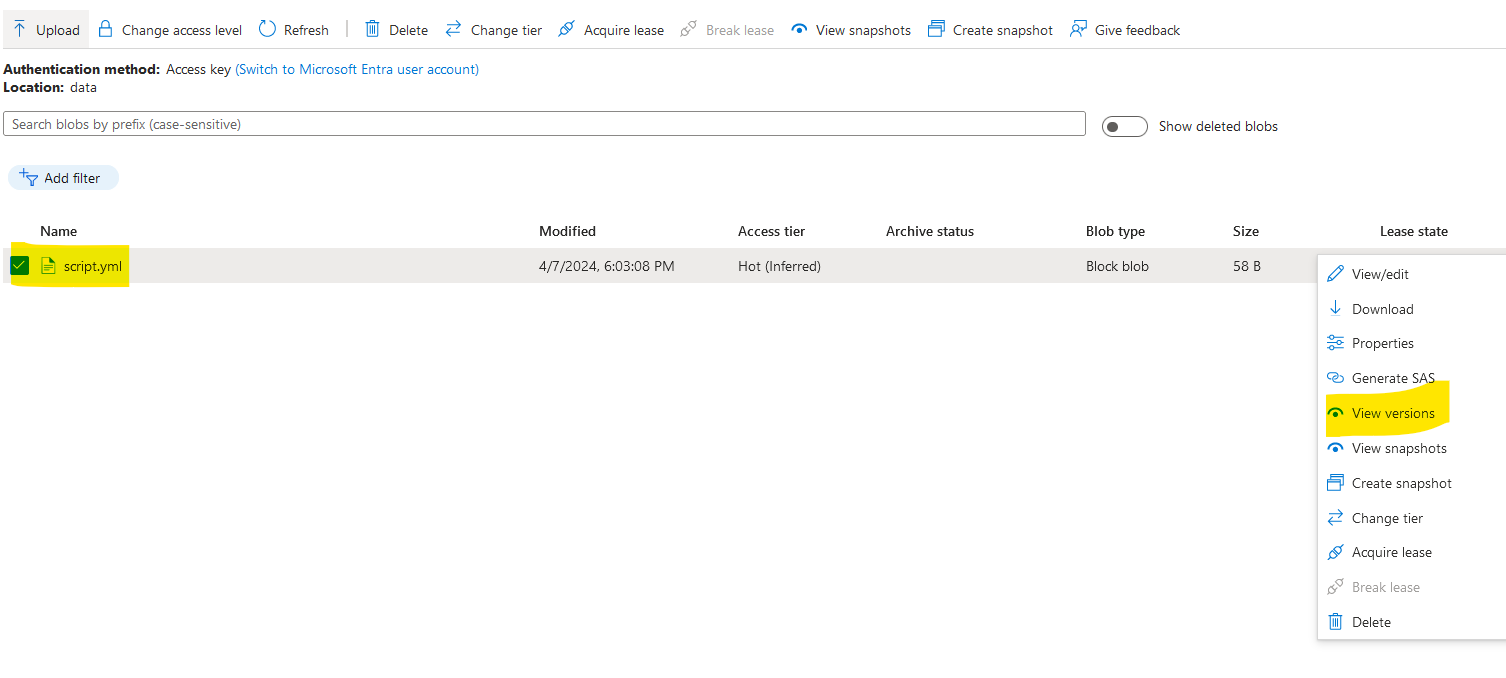 Upload Change access level Refresh Delete Change tier Acquire lease Break lease View snapshots Create snapshot Give feedback
Authentication method: Access key (Switch to Microsoft Entra user account)
Location: data
Search blobs by prefix (case-sensitive) Show deleted blobs
Add filter
Name Modified Access tier Archive status Blob type Size Lease state
script.yml 4/7/2024, 6:03:08 PM Hot (Inferred) Block blob 58 B
View/edit
Download
Properties
Generate SAS
View versions
View snapshots
Create snapshot
Change tier
Acquire lease
Break lease
Delete